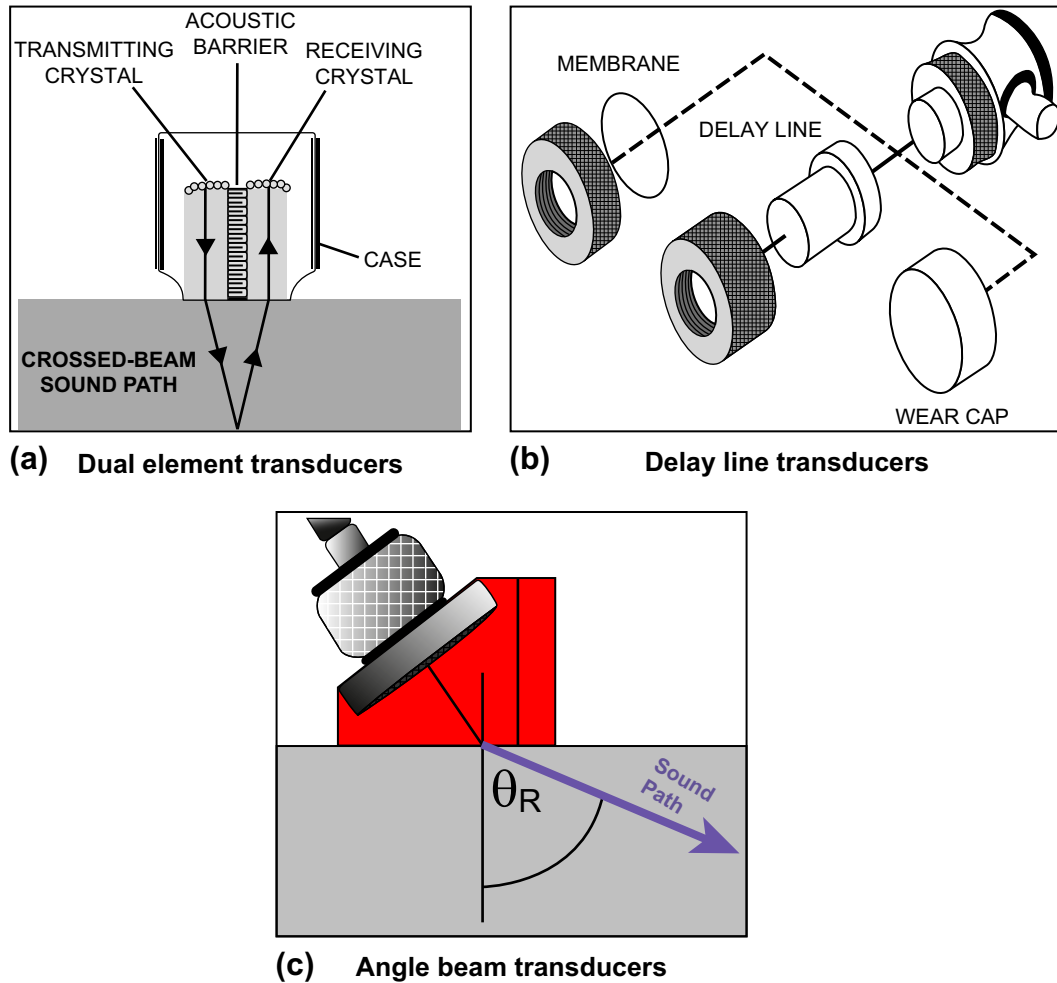 ACOUSTIC
BARRIER
TRANSMITTING
CRYSTAL
RECEIVING
CRYSTAL
CASE
CROSSED-BEAM
SOUND PATH
(a) Dual element transducers
MEMBRANE
DELAY LINE
WEAR CAP
(b) Delay line transducers
θR
Sound
Path
(c) Angle beam transducers